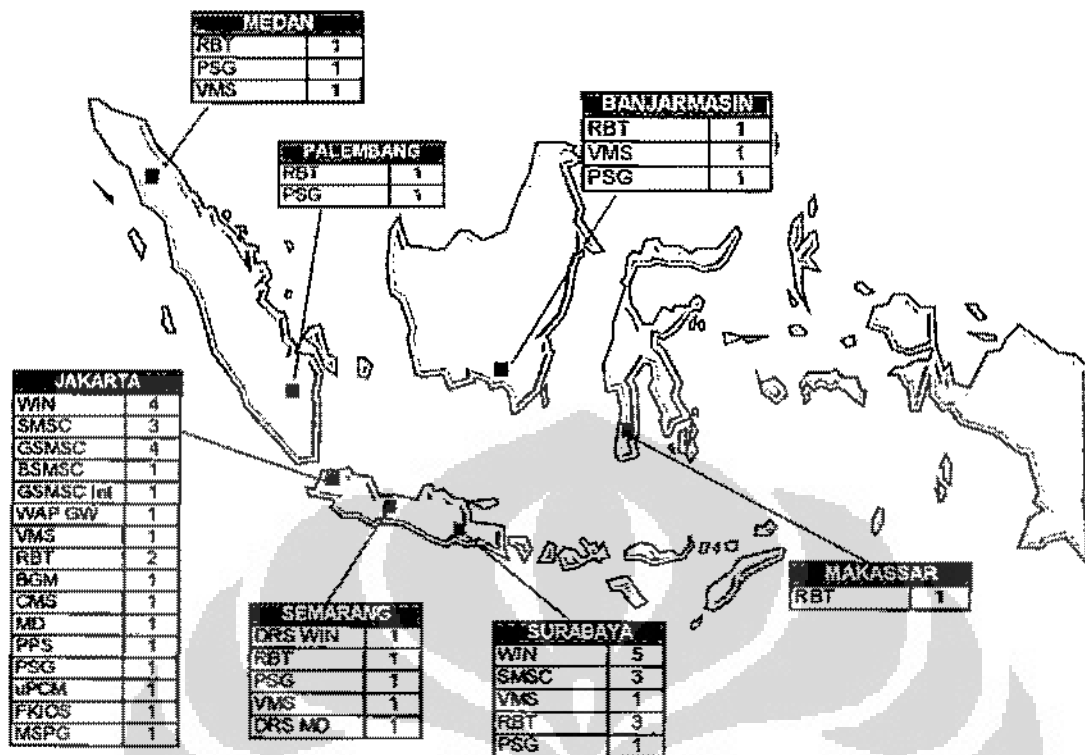 MEDAN
RBT 1
PSG 1
VMS 1
BANJARMASIN
RBT 1
VMS 1
PSG 1
PALEMBANG
RBT 1
PSG 1
JAKARTA
WIN 4
SMSC 3
GSMSC 4
BSMSC 1
GSMSC Int 1
WAP GW 1
VMS 1
RBT 2
BGM 1
CMS 1
MD 1
PPS 1
PSG 1
uPCM 1
FKIOS 1
MSPG 1
SEMARANG
DRS WIN 1
RBT 1
PSG 1
VMS 1
DRS MD 1
SURABAYA
WIN 5
SMSC 3
VMS 1
RBT 3
PSG 1
MAKASSAR
RBT 1